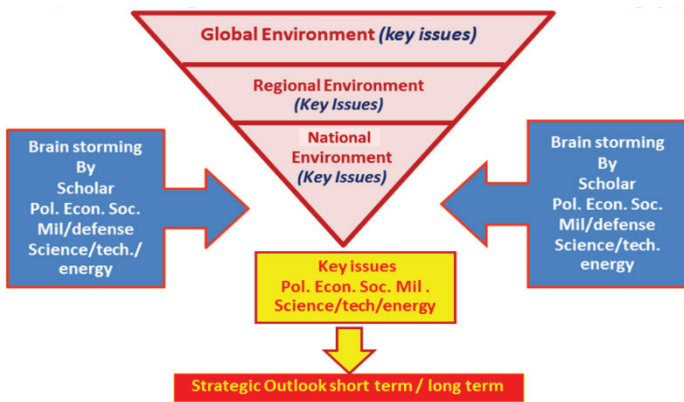 Global Environment (key issues)
Regional Environment
(Key Issues)
National
Environment
(Key Issues)
Brain storming
By
Scholar
Pol. Econ. Soc.
Mil/defense
Science/tech./
energy
Brain storming
By
Scholar
Pol. Econ. Soc.
Mil/defense
Science/tech.
energy
Key issues
Pol. Econ. Soc. Mil .
Science/tech/energy
Strategic Outlook short term / long term